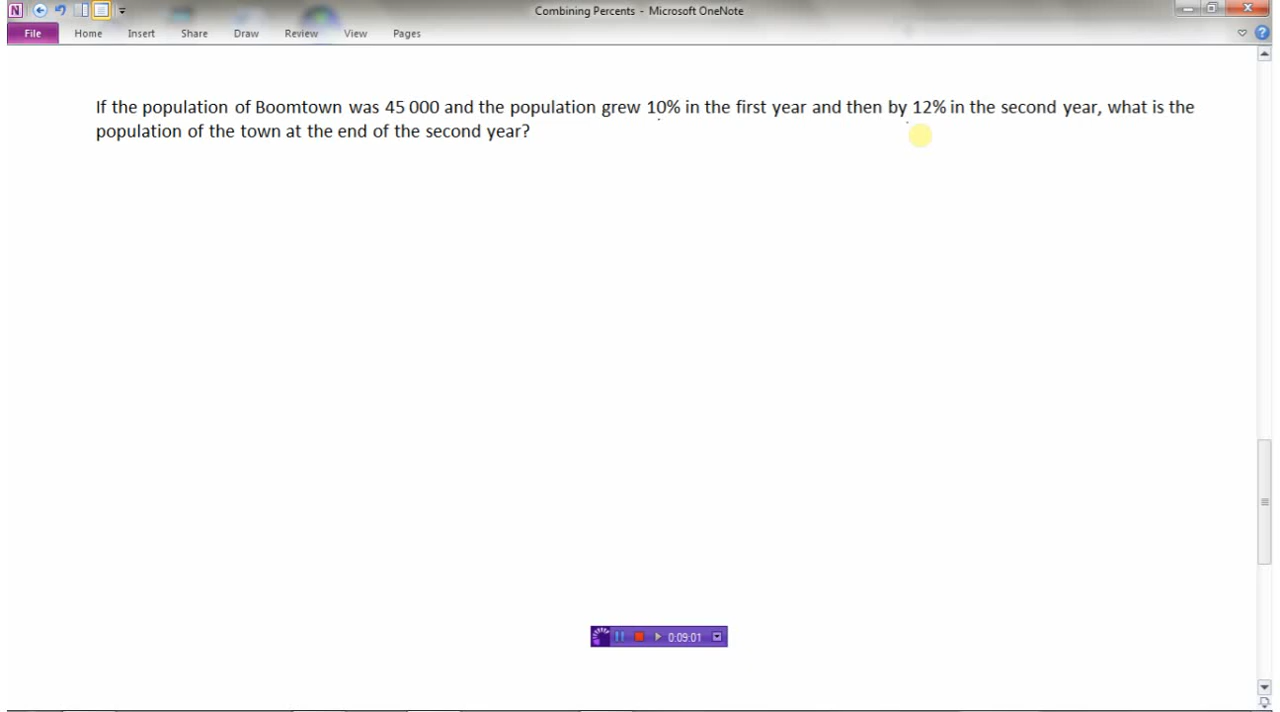 Combining Percents - Microsoft OneNote
File Home Insert Share Draw Review View Pages
If the population of Boomtown was 45 000 and the population grew 10% in the first year and then by 12% in the second year, what is the
population of the town at the end of the second year?
0:09:01